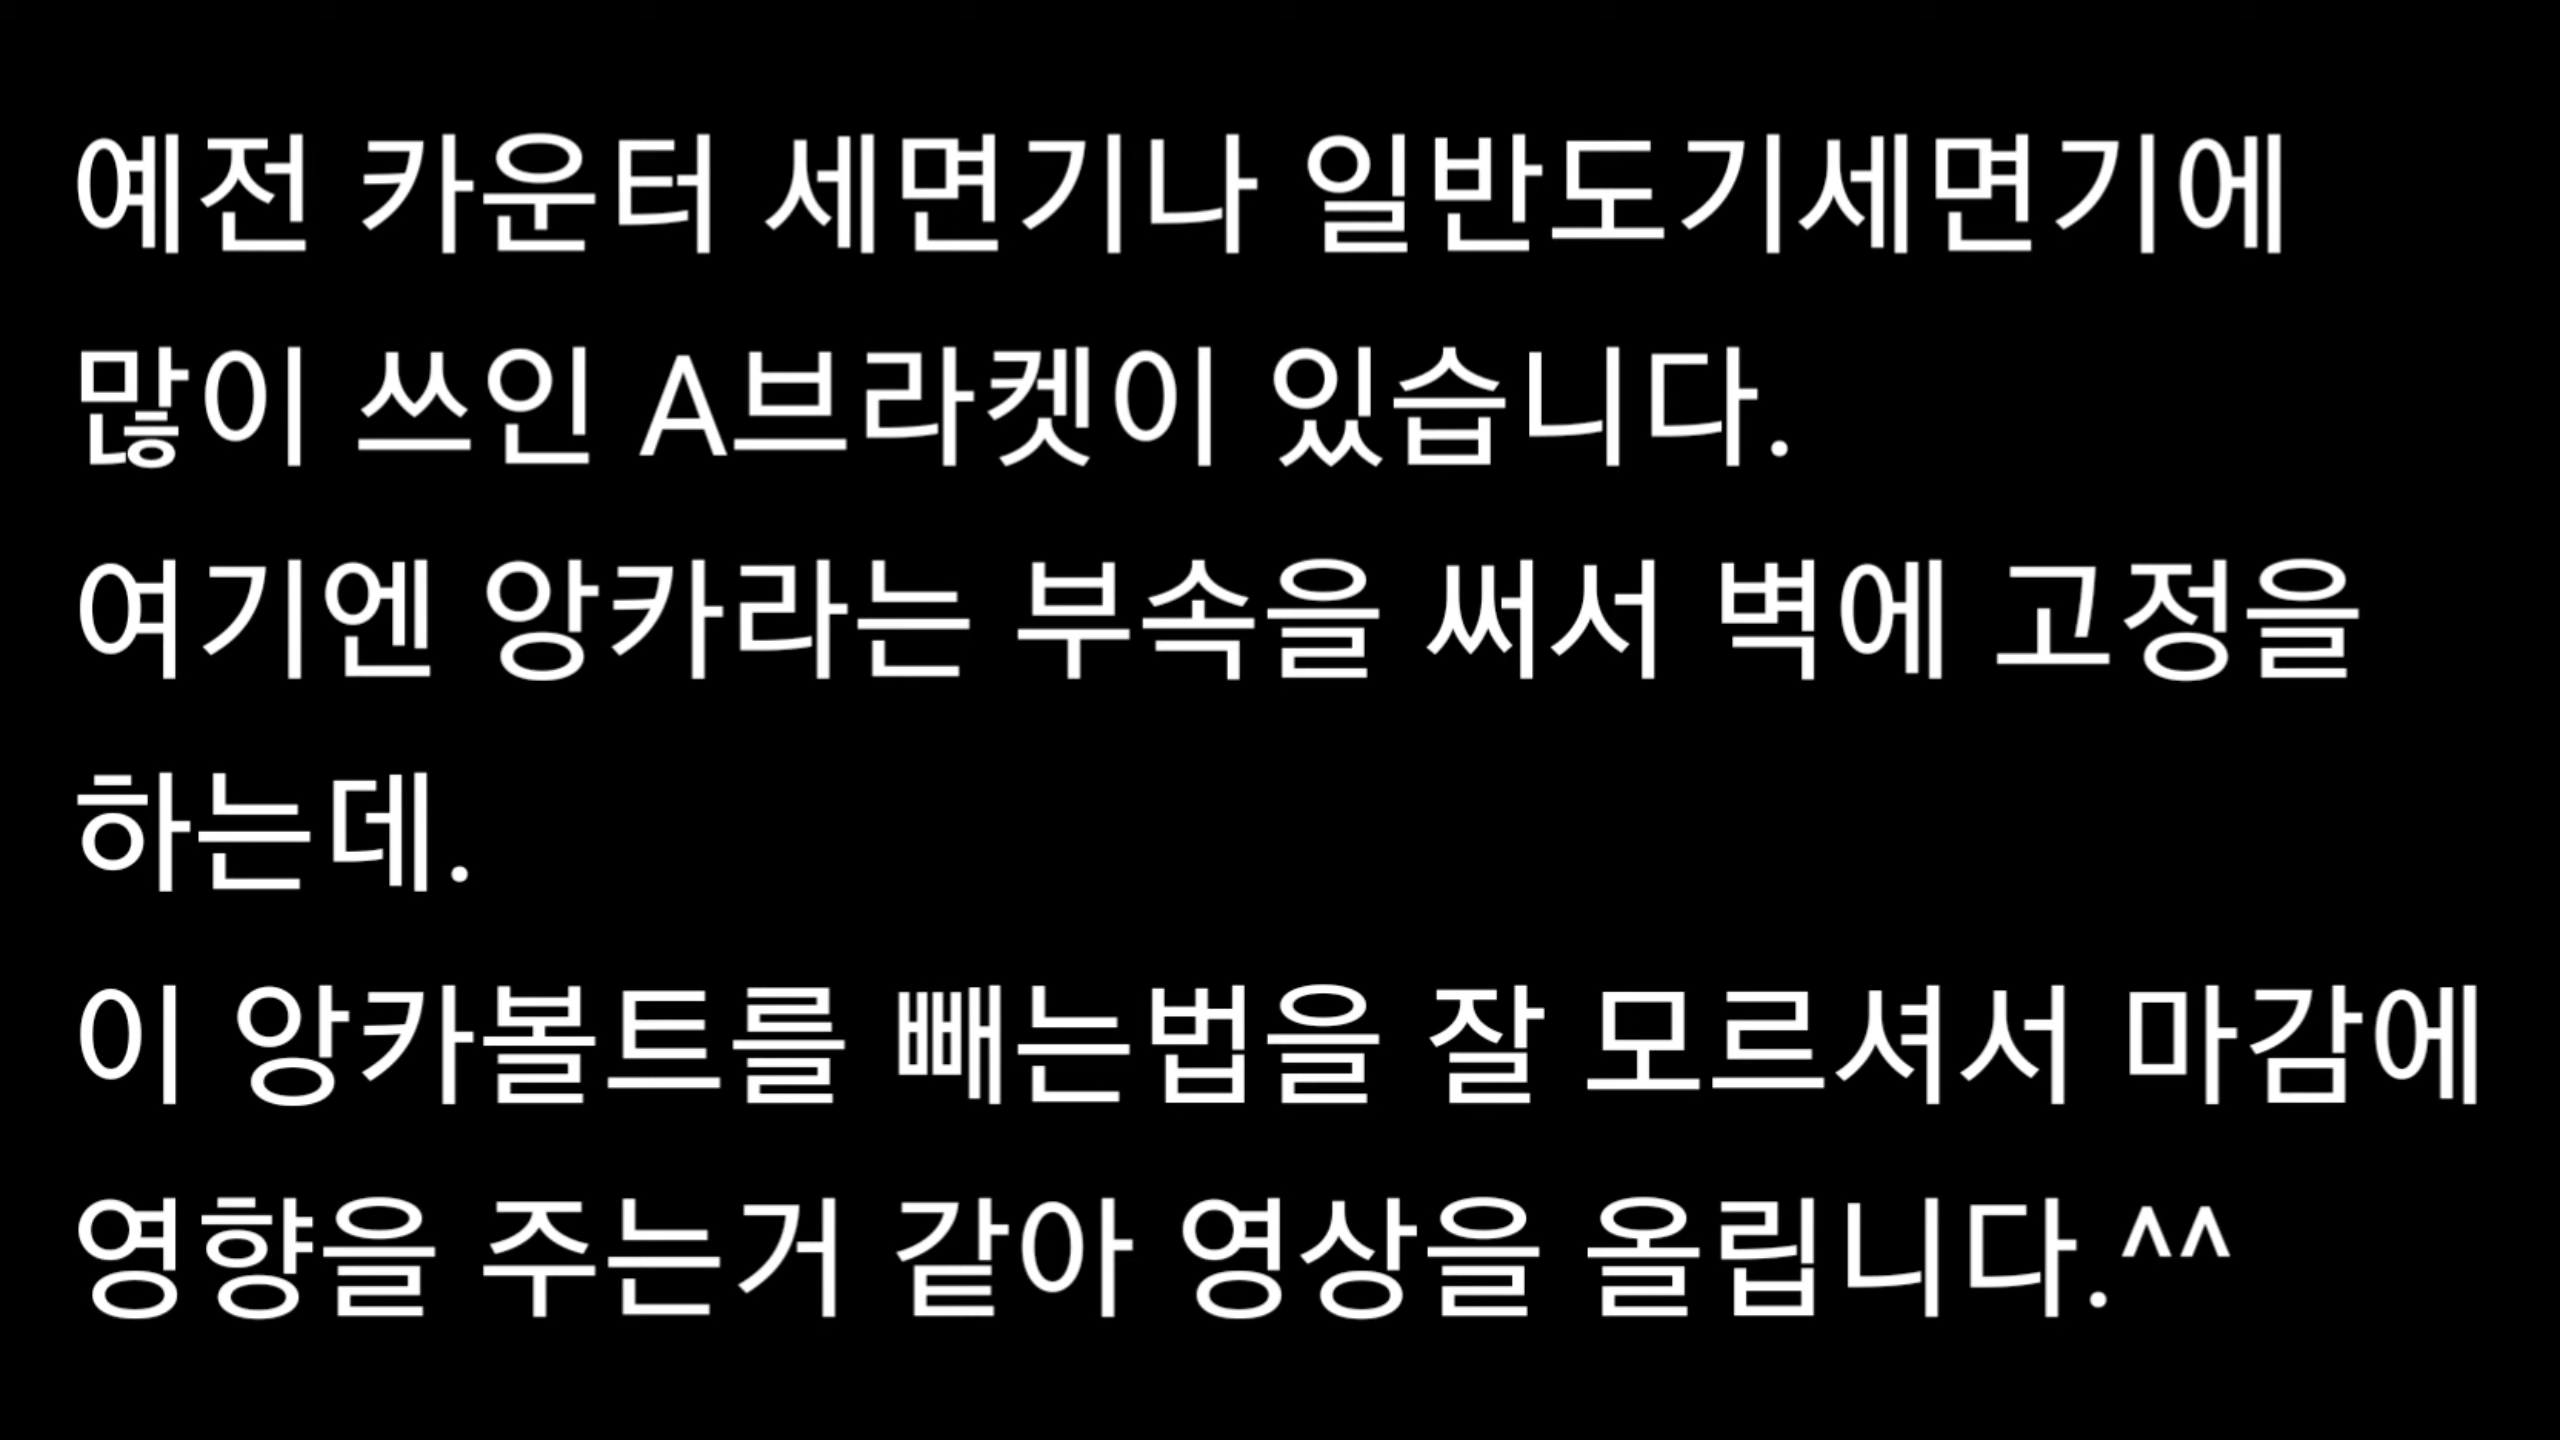 예전 카운터 세면기나 일반도기세면기에
많이 쓰인 A브라켓이 있습니다.
여기엔 앙카라는 부속을 써서 벽에 고정을
하는데.
이 앙카볼트를 빼는법을 잘 모르셔서 마감에
영향을 주는거 같아 영상을 올립니다.^^